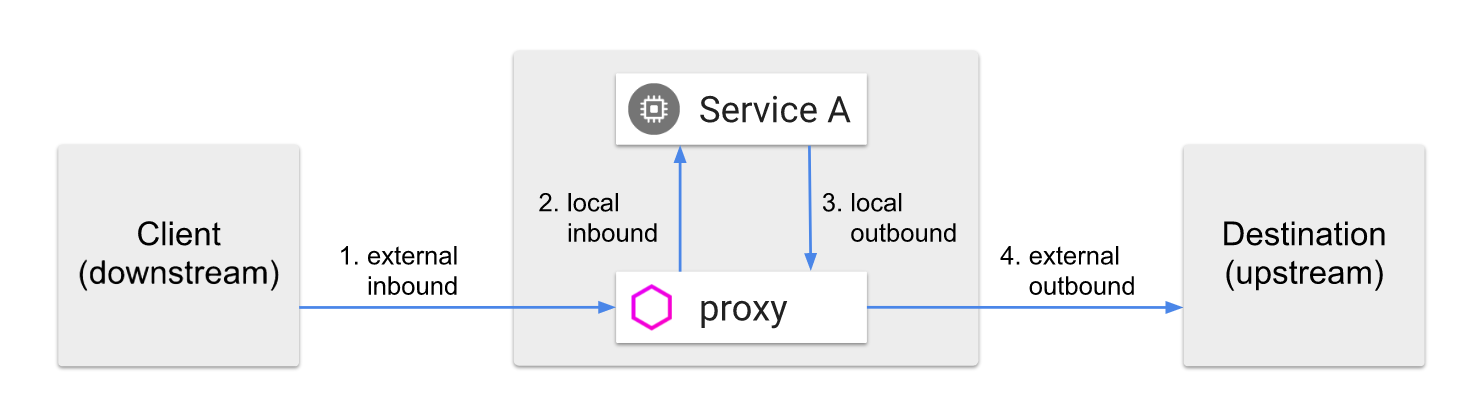 Service A
2. local
inbound
3. local
outbound
Client
(downstream)
1. external
inbound
proxy
4. external
outbound
Destination
(upstream)